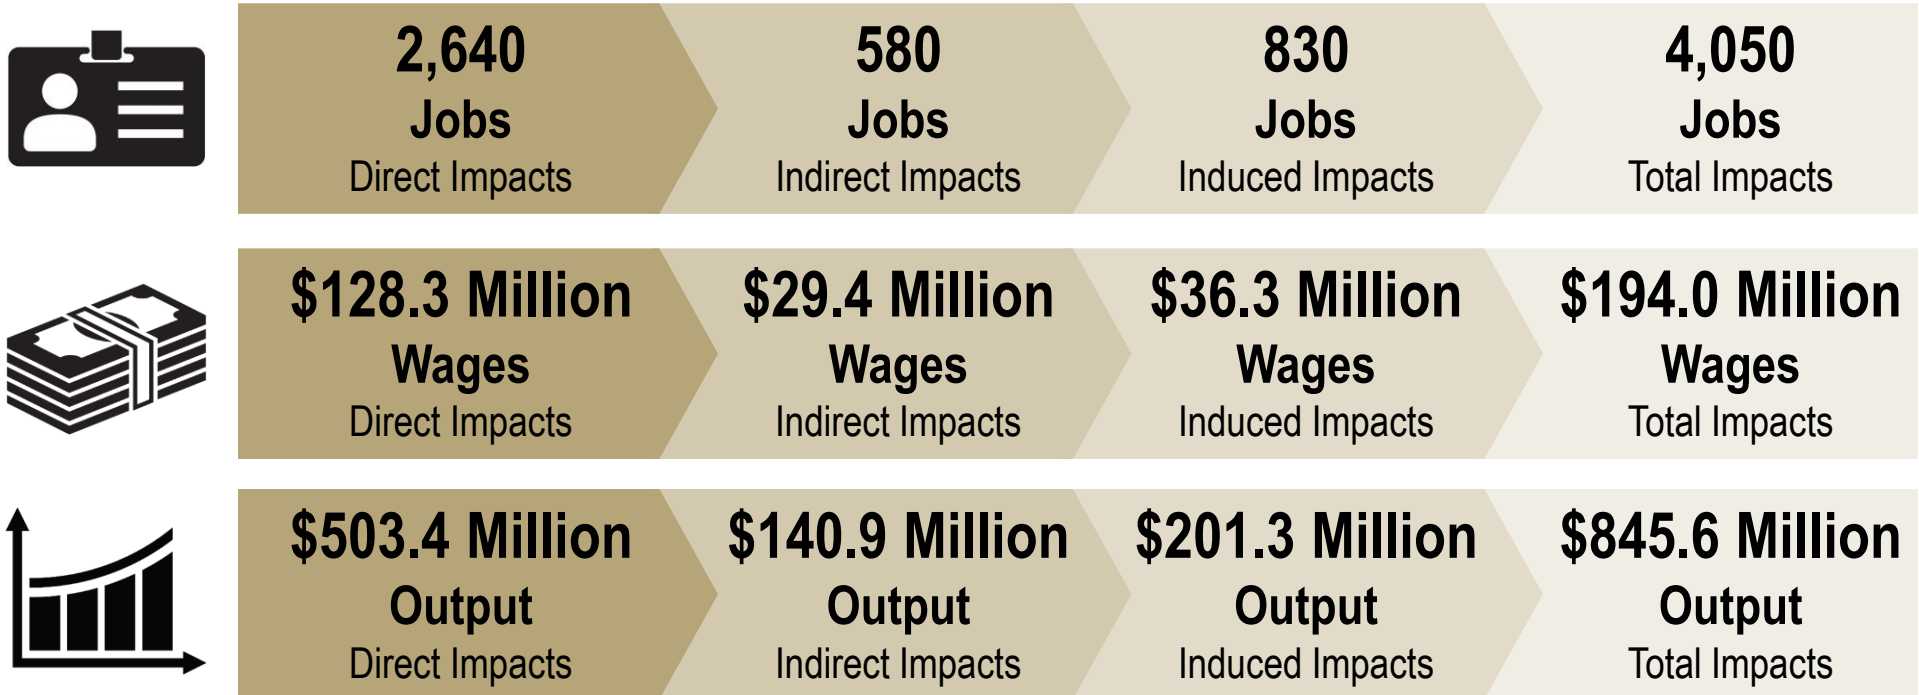 2,640
Jobs
Direct Impacts
580
Jobs
Indirect Impacts
830
Jobs
Induced Impacts
4,050
Jobs
Total Impacts
$128.3 Million
Wages
Direct Impacts
$29.4 Million
Wages
Indirect Impacts
$36.3 Million
Wages
Induced Impacts
$194.0 Million
Wages
Total Impacts
$503.4 Million
Output
Direct Impacts
$140.9 Million
Output
Indirect Impacts
$201.3 Million
Output
Induced Impacts
$845.6 Million
Output
Total Impacts